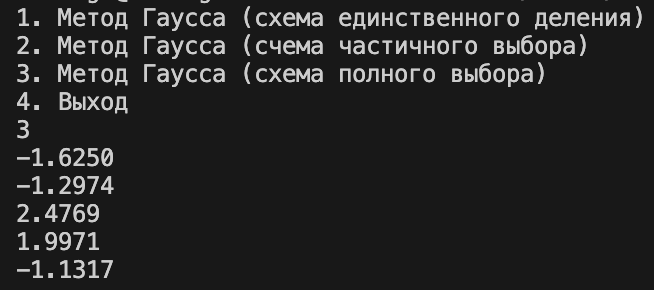 1. Метод Гаусса (схема единственного деления)
2. Метод Гаусса (счема частичного выбора)
3. Метод Гаусса (схема полного выбора)
4. Выход
3
-1.6250
-1.2974
2.4769
1.9971
-1.1317